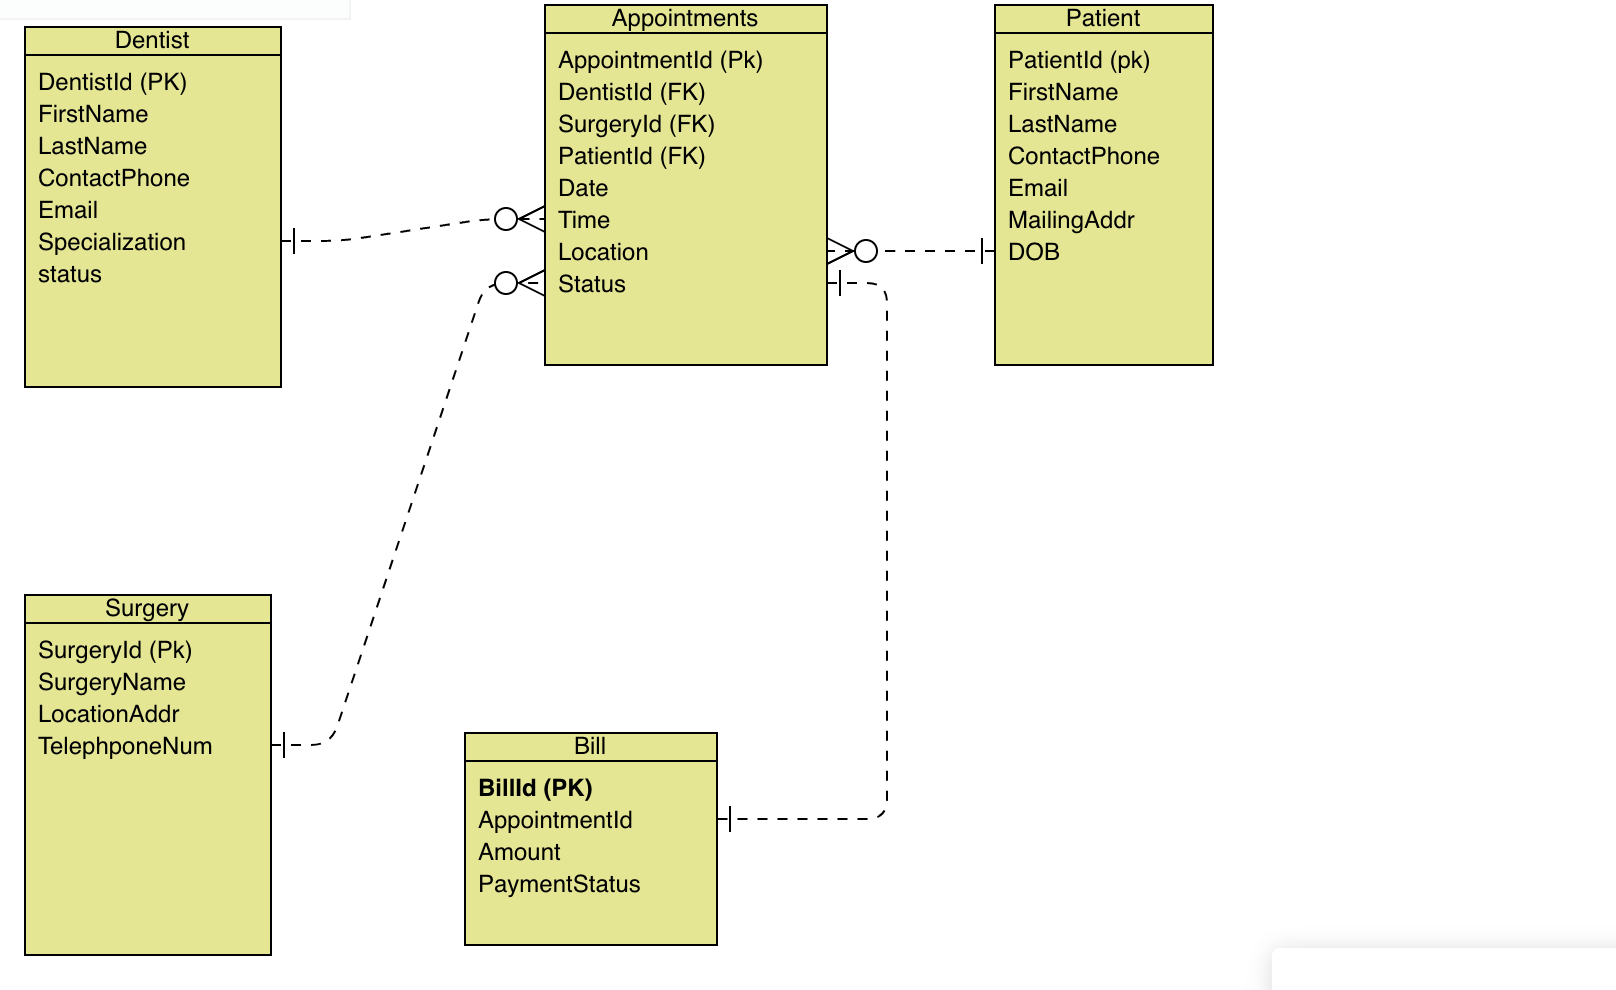 Dentist
DentistId (PK)
FirstName
LastName
ContactPhone
Email
Specialization
status
Appointments
AppointmentId (Pk)
DentistId (FK)
SurgeryId (FK)
PatientId (FK)
Date
Time
Location
Status
Patient
PatientId (pk)
FirstName
LastName
ContactPhone
Email
MailingAddr
DOB
Surgery
SurgeryId (Pk)
SurgeryName
LocationAddr
TelephponeNum
Bill
BillId (PK)
AppointmentId
Amount
PaymentStatus